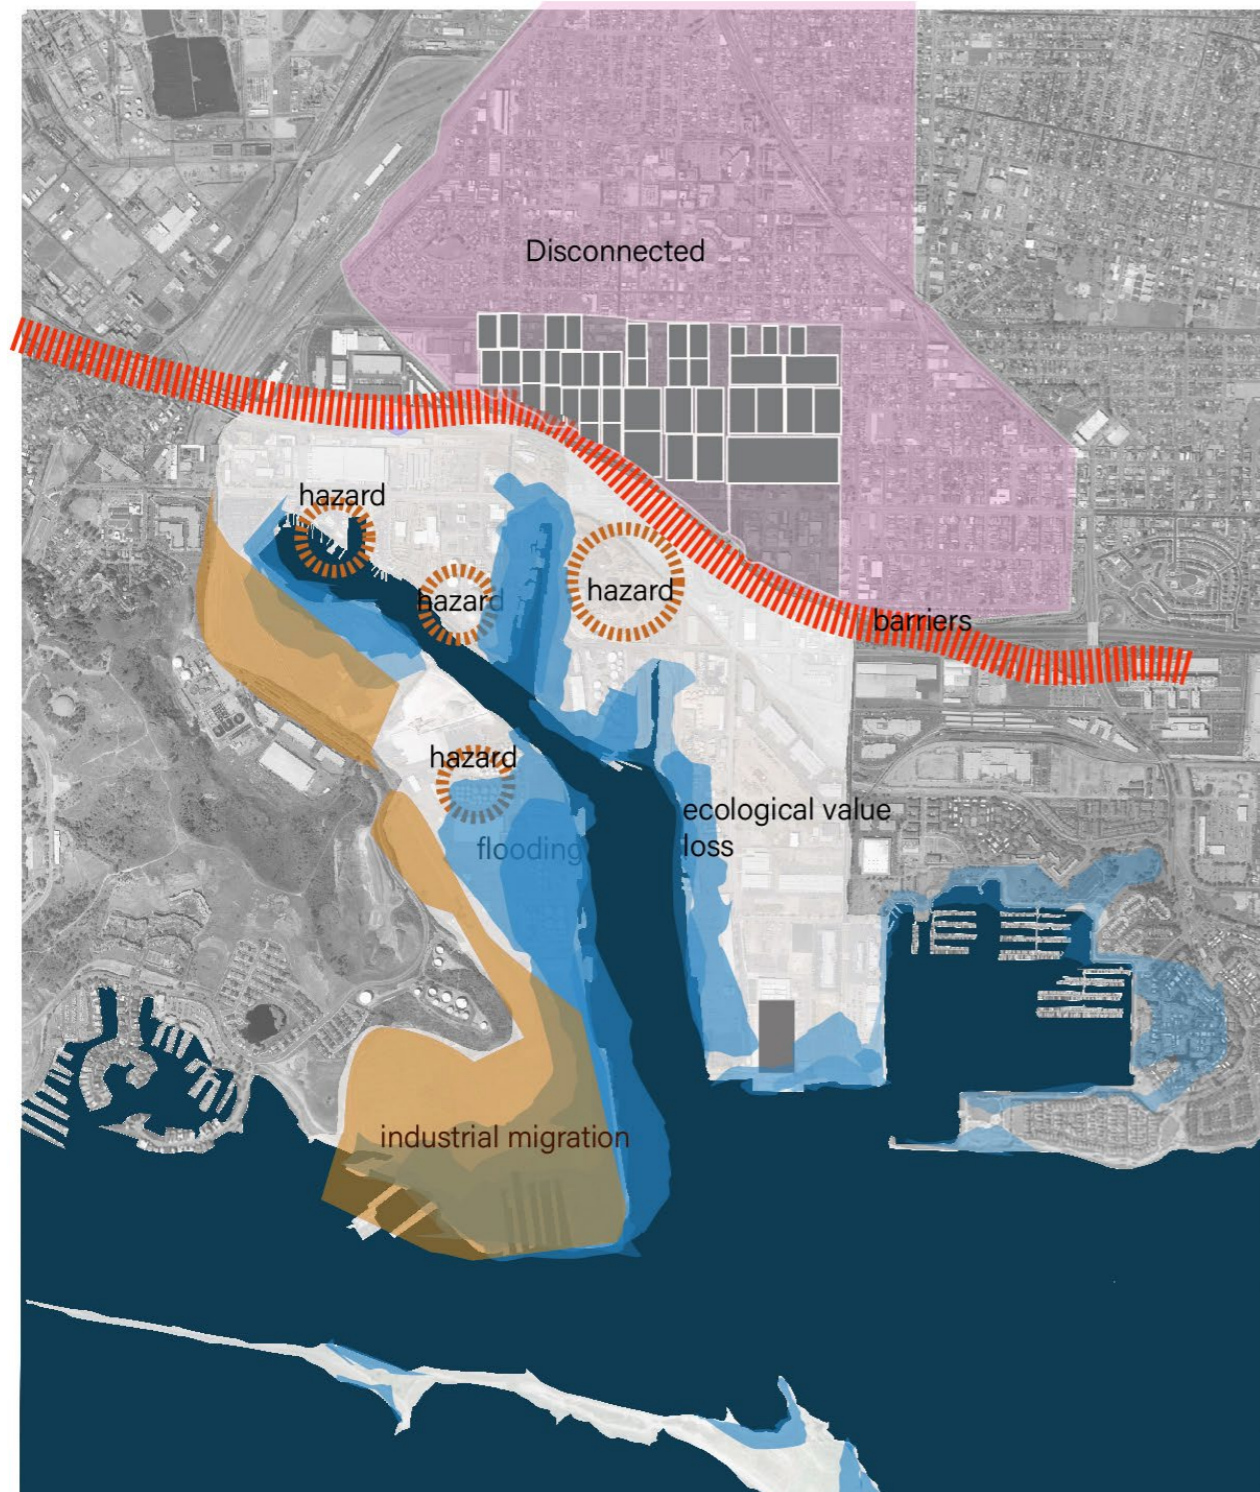 Disconnected
hazard
hazard
hazard
barriers
hazard
ecological value
loss
flooding
industrial migration